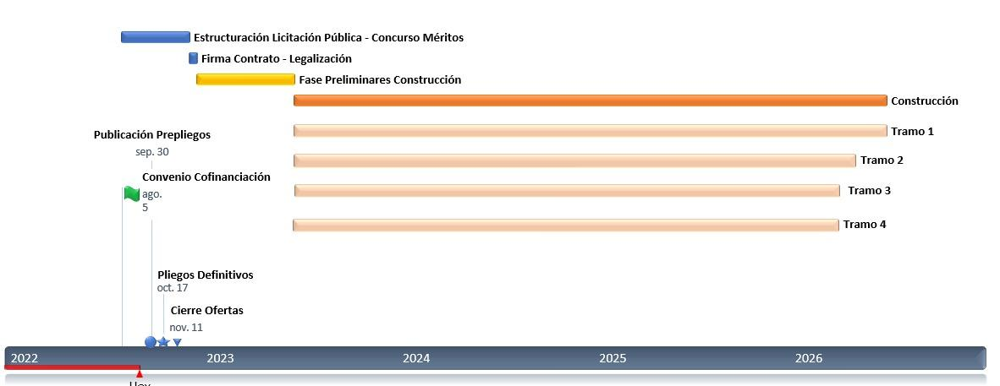 Estructuración Licitación Pública - Concurso Méritos
Firma Contrato - Legalización
Fase Preliminares Construcción
Construcción
Publicación Prepliegos
sep. 30
Tramo 1
Tramo 2
Convenio Cofinanciación
ago.
5
Tramo 3
Tramo 4
Pliegos Definitivos
oct. 17
Cierre Ofertas
nov. 11
2022 2023 2024 2025 2026
Hoy